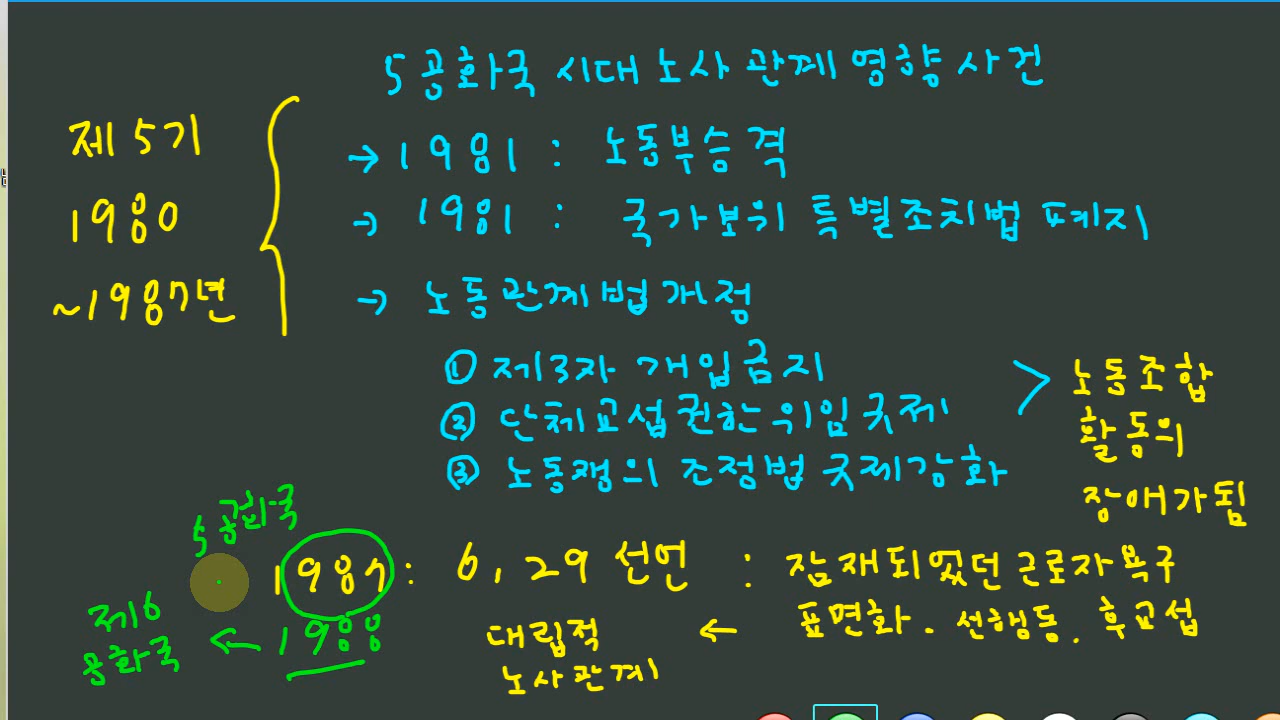 5공화국 시대 노사 관계 영향 사건
제 5기
1980
~1987년
→ 1981 : 노동부승격
→ 1981 : 국가보위 특별조치법 폐지
→ 노동관계법개정
① 제3자 개입금지
② 단체교섭권한위임 규제
③ 노동쟁의 조정법 규제강화
> 노동조합
활동의
장애가됨
5공화국
1987 : 6, 29 선언 : 잠재되었던 근로자욕구
표면화. 선행동. 후교섭
← 대립적
노사관계
1988
← 제16
공화국